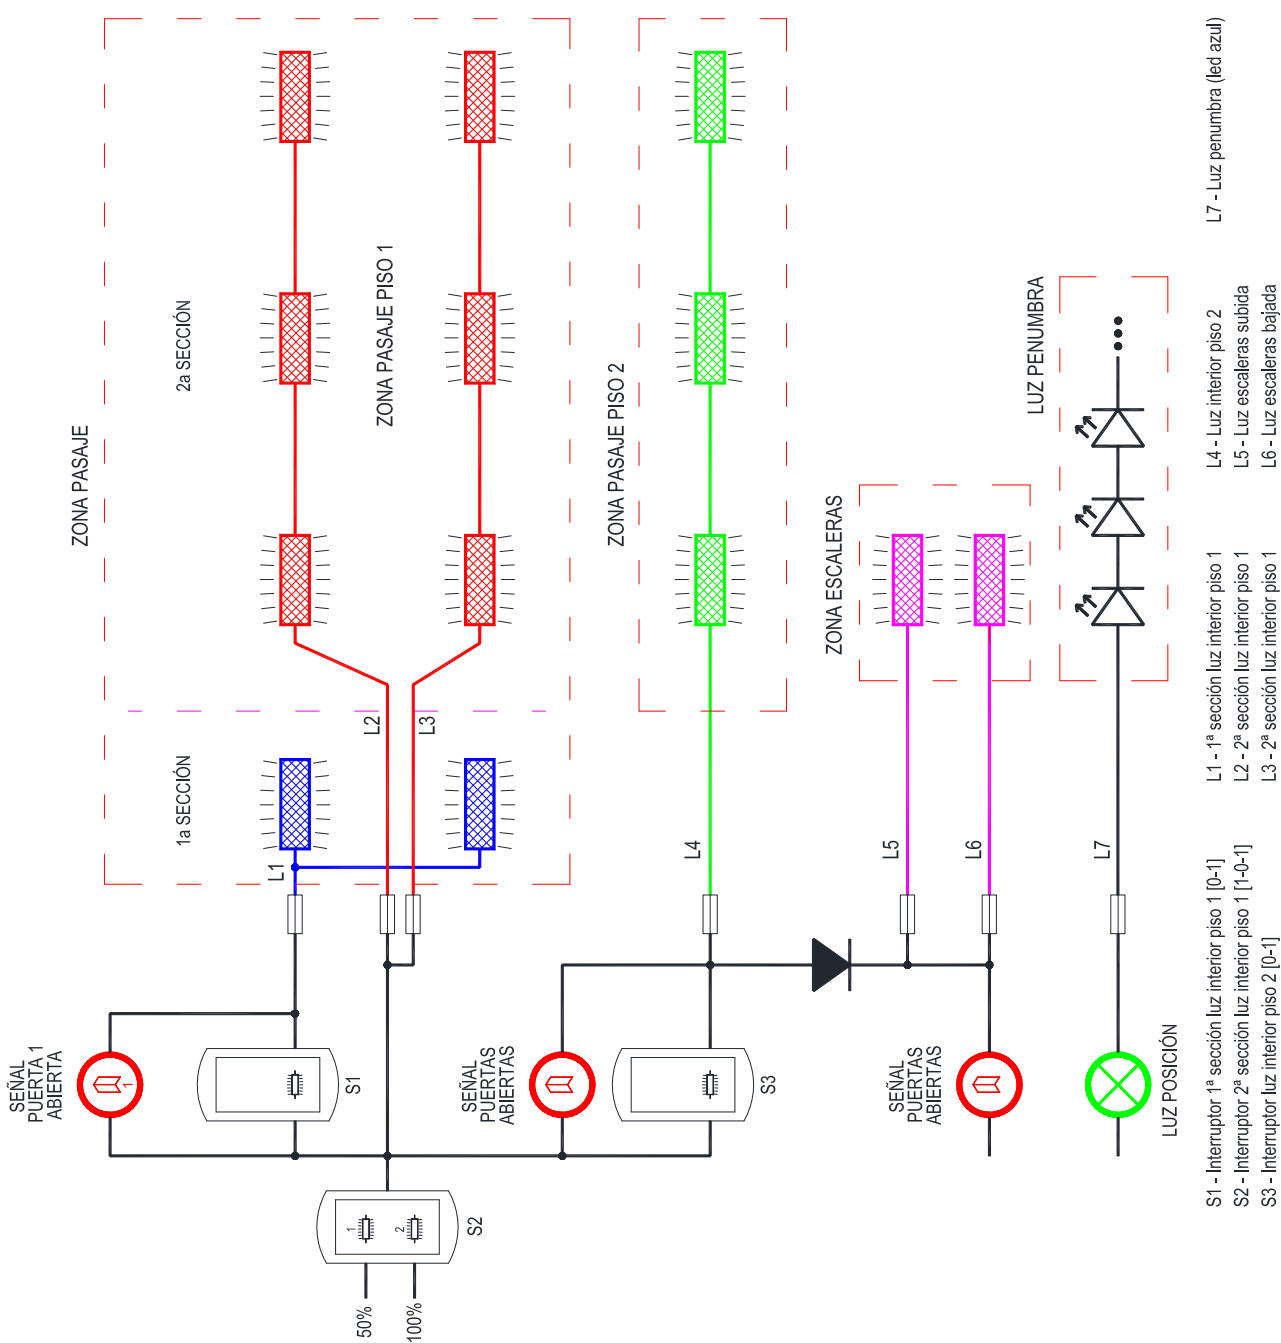 ZONA PASAJE
1a SECCIÓN
2a SECCIÓN
ZONA PASAJE PISO 1
ZONA PASAJE PISO 2
ZONA ESCALERAS
LUZ PENUMBRA
L1
L2
L3
L4
L5
L6
L7
SEÑAL
PUERTA 1
ABIERTA
1
S1
SEÑAL
PUERTAS
ABIERTAS
S3
SEÑAL
PUERTAS
ABIERTAS
LUZ POSICIÓN
1
2
S2
50%
100%
S1 - Interruptor 1ª sección luz interior piso 1 [0-1]
S2 - Interruptor 2ª sección luz interior piso 1 [1-0-1]
S3 - Interruptor luz interior piso 2 [0-1]
L1 - 1ª sección luz interior piso 1
L2 - 2ª sección luz interior piso 1
L3 - 2ª sección luz interior piso 1
L4 - Luz interior piso 2
L5 - Luz escaleras subida
L6 - Luz escaleras bajada
L7 - Luz penumbra (led azul)